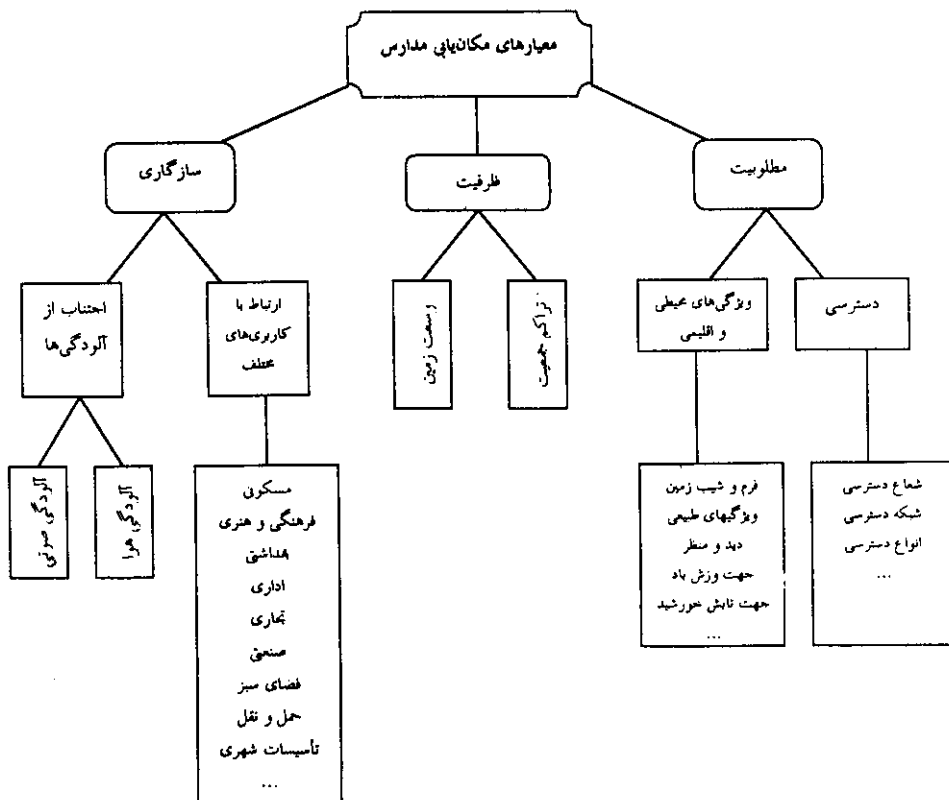 معیارهای مکان‌یابی مدارس
مطلوبیت
ظرفیت
سازگاری
دسترسی
ویژگی‌های محیطی
و اقلیمی
تراکم جمعیت
وسعت زمین
ارتباط با
کاربری‌های
مختلف
اجتناب از
آلودگی‌ها
شعاع دسترسی
شبکه دسترسی
انواع دسترسی
...
فرم و شیب زمین
ویژگیهای طبیعی
دید و منظر
جهت وزش باد
جهت تابش خورشید
...
مسکونی
فرهنگی و هنری
بهداشتی
اداری
تجاری
صنعتی
فضای سبز
حمل و نقل
تأسیسات شهری
...
آلودگی هوا
آلودگی صوتی